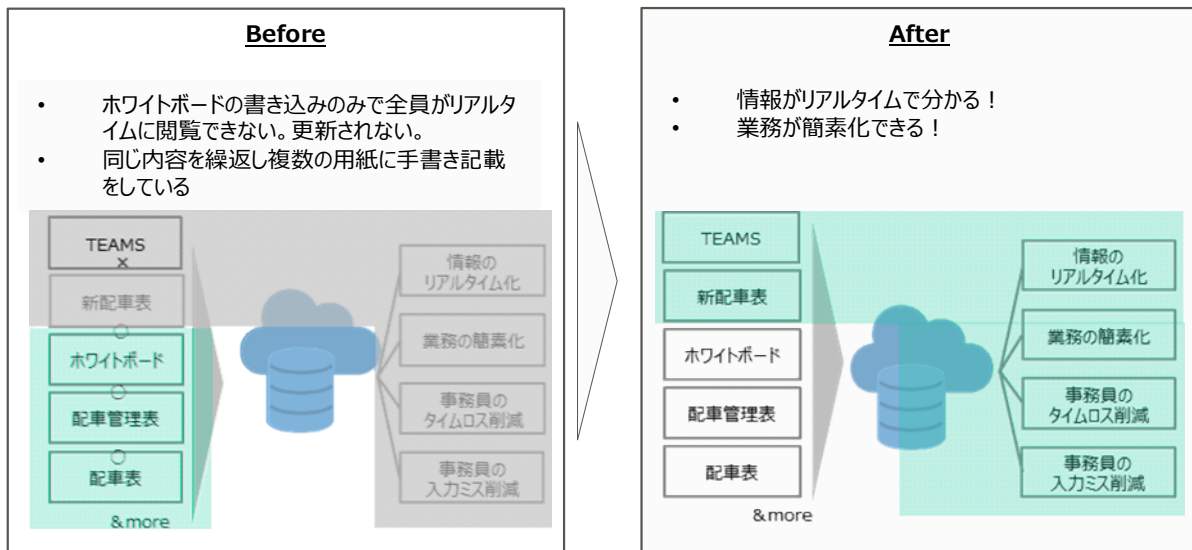 Before
• ホワイトボードの書き込みのみで全員がリアルタ
イムに閲覧できない。更新されない。
• 同じ内容を繰返し複数の用紙に手書き記載
をしている
TEAMS
×
新配車表
○
ホワイトボード
○
配車管理表
○
配車表
&more
情報の
リアルタイム化
業務の簡素化
事務員の
タイムロス削減
事務員の
入力ミス削減
After
• 情報がリアルタイムで分かる！
• 業務が簡素化できる！
TEAMS
新配車表
ホワイトボード
配車管理表
配車表
&more
情報の
リアルタイム化
業務の簡素化
事務員の
タイムロス削減
事務員の
入力ミス削減